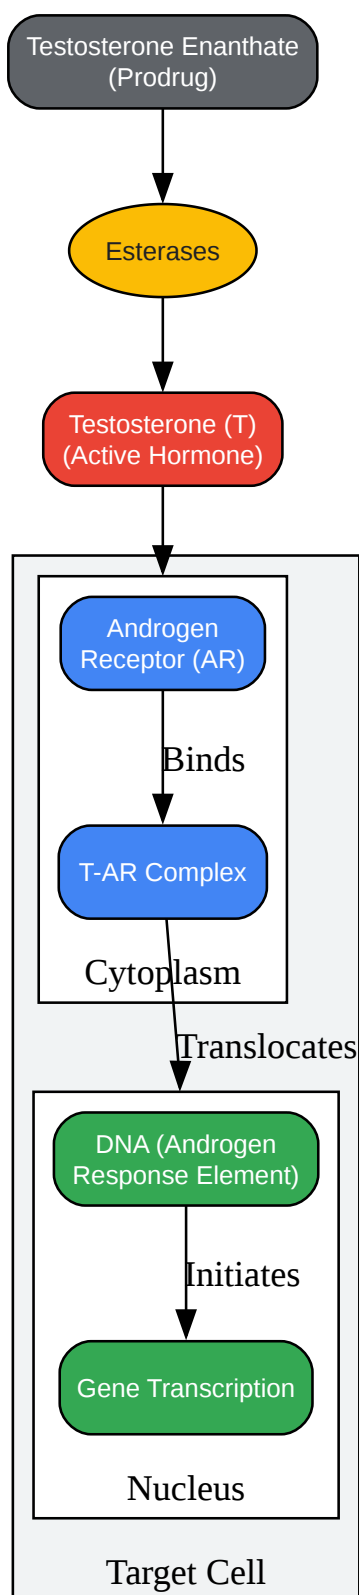 Testosterone Enanthate
(Prodrug)
Esterases
Testosterone (T)
(Active Hormone)
Androgen
Receptor (AR)
Binds
T-AR Complex
Cytoplasm
Translocates
DNA (Androgen
Response Element)
Initiates
Gene Transcription
Nucleus
Target Cell